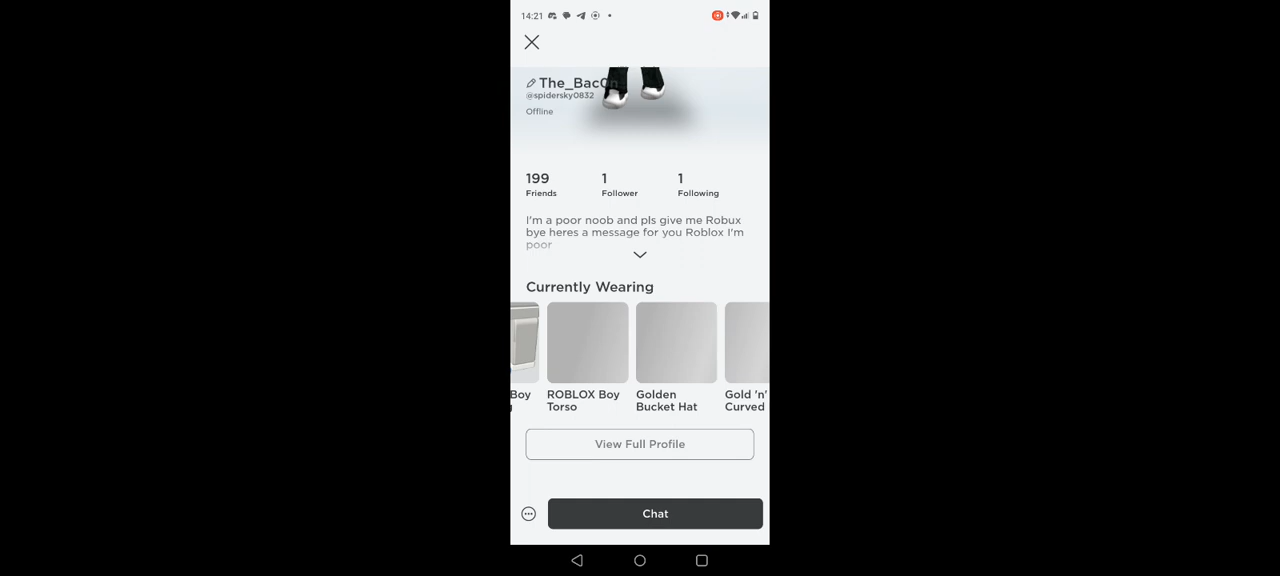 14:21
The_BacOn
@spidersky0832
Offline
199 1 1
Friends Follower Following
I'm a poor noob and pls give me Robux
bye heres a message for you Roblox I'm
poor
Currently Wearing
Boy ROBLOX Boy Golden Gold 'n'
Torso Bucket Hat Curved
View Full Profile
Chat